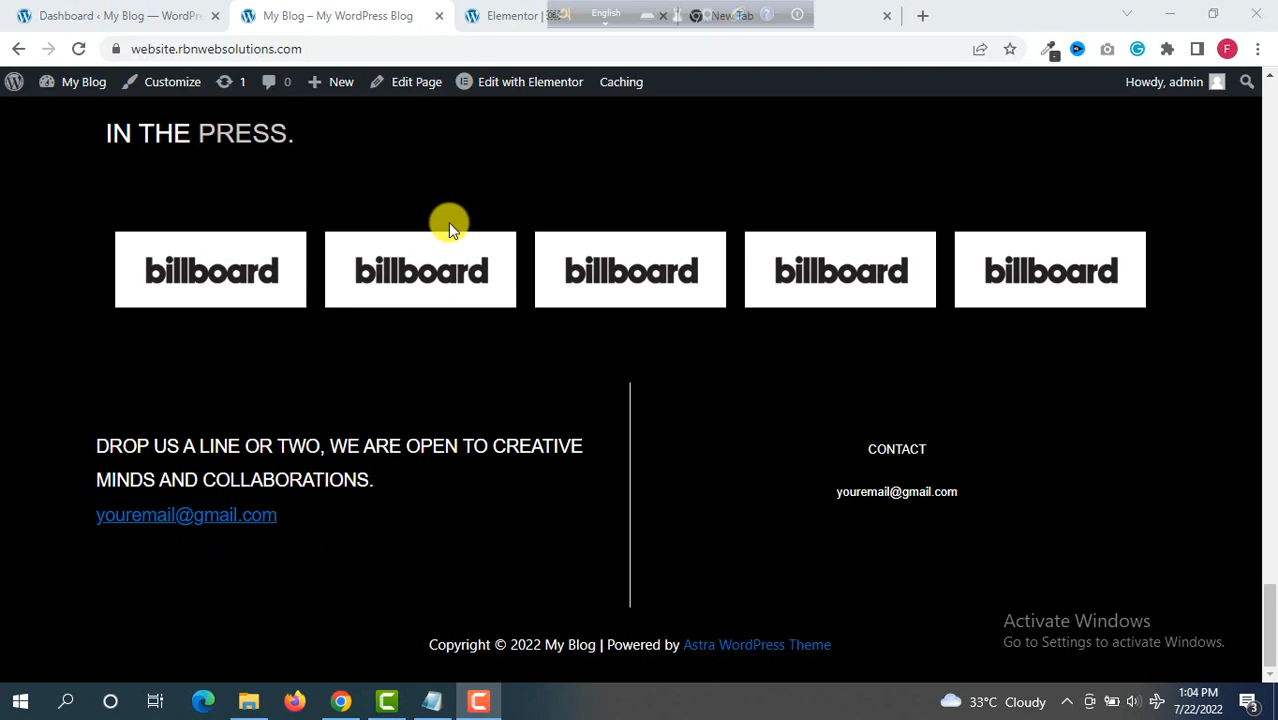 Dashboard ‹ My Blog — WordPre
My Blog – My WordPress Blog
Elementor |
English
New Tab
website.rbnwebsolutions.com
F
My Blog
Customize
1
0
New
Edit Page
Edit with Elementor
Caching
Howdy, admin
IN THE PRESS.
billboard billboard billboard billboard billboard
DROP US A LINE OR TWO, WE ARE OPEN TO CREATIVE
MINDS AND COLLABORATIONS.
youremail@gmail.com
CONTACT
youremail@gmail.com
Activate Windows
Go to Settings to activate Windows.
Copyright © 2022 My Blog | Powered by Astra WordPress Theme
33°C Cloudy
1:04 PM
7/22/2022
3